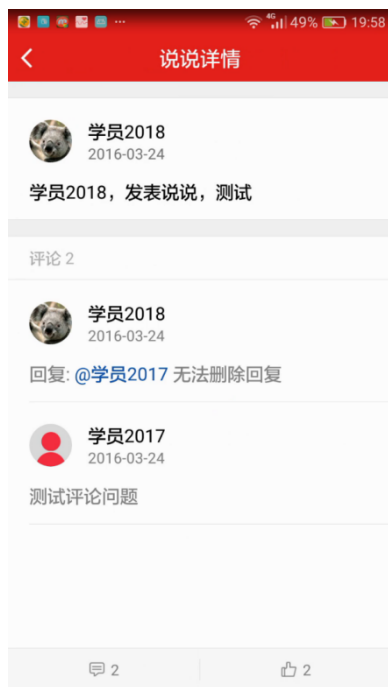 4G 49% 19:58
说说详情
学员2018
2016-03-24
学员2018，发表说说，测试
评论 2
学员2018
2016-03-24
回复: @学员2017 无法删除回复
学员2017
2016-03-24
测试评论问题
2 2